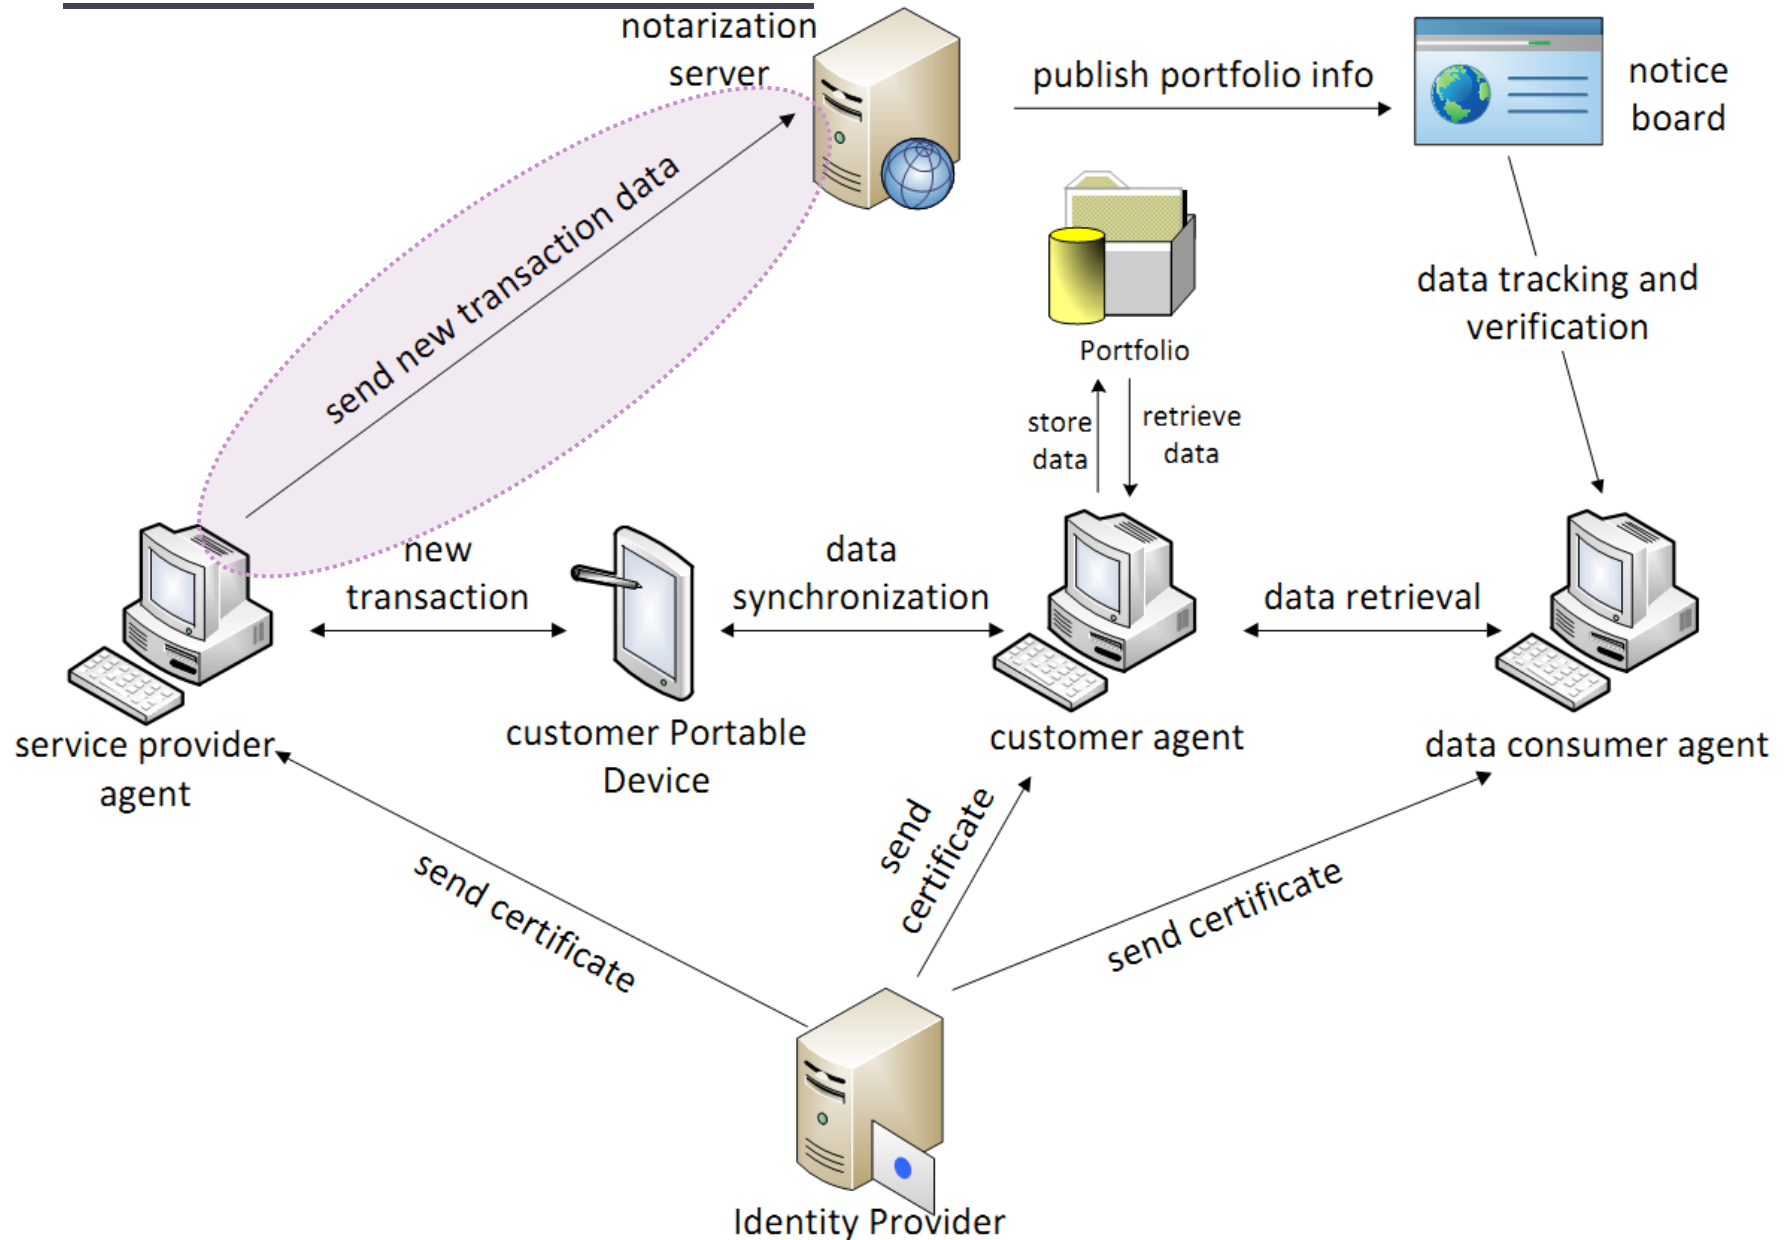 notarization
server
publish portfolio info
notice
board
send new transaction data
data tracking and
verification
Portfolio
store
data
retrieve
data
new
transaction
data
synchronization
data retrieval
service provider
agent
customer Portable
Device
customer agent
data consumer agent
send certificate
send
certificate
send certificate
Identity Provider